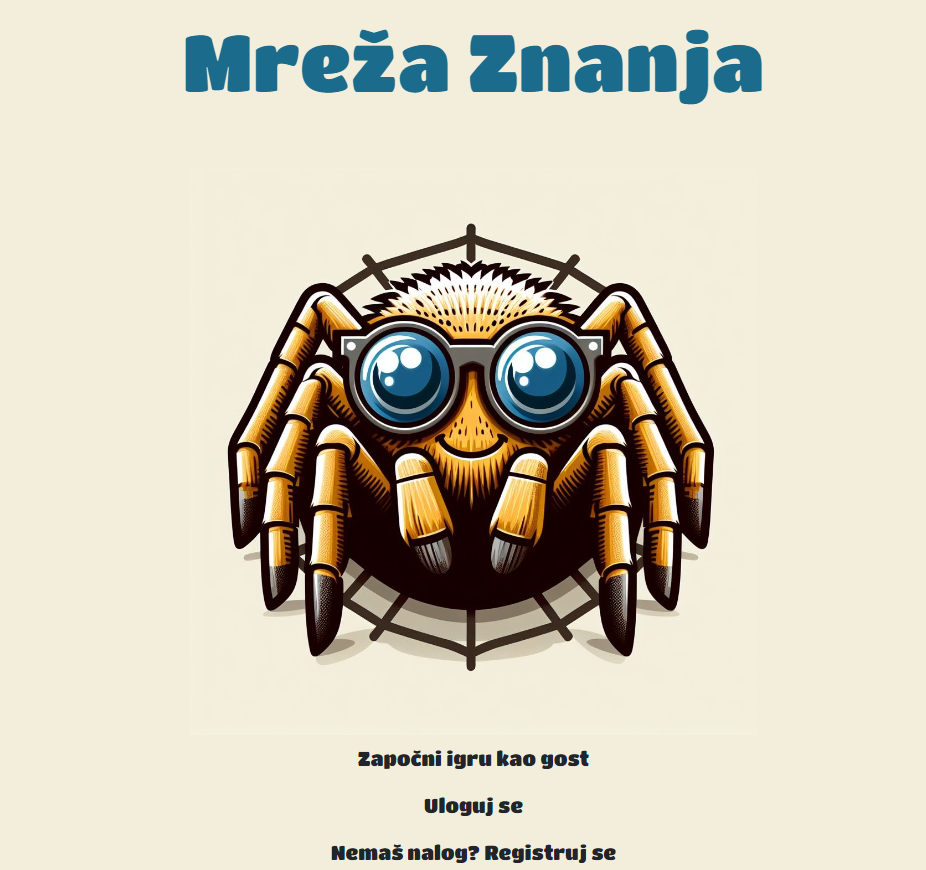 Mreža Znanja
Započni igru kao gost
Uloguj se
Nemaš nalog? Registruj se